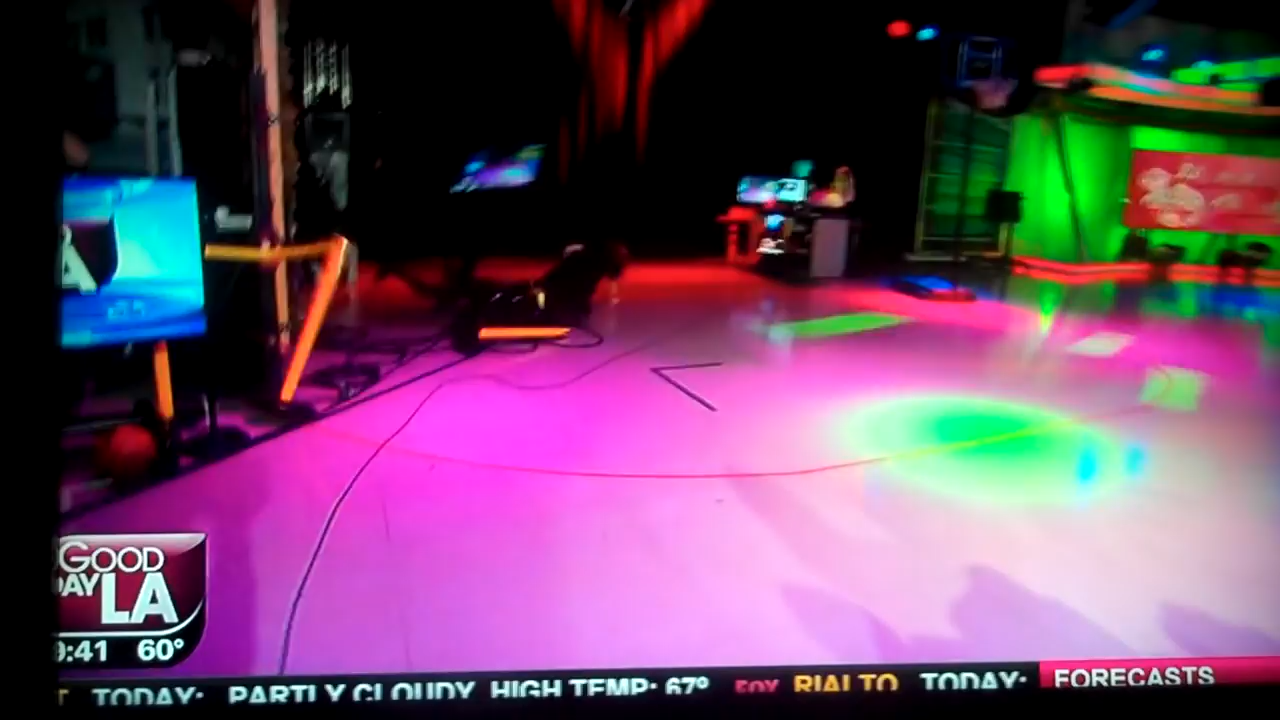 A
GOOD
DAY LA
9:41 60°
T TODAY: PARTLY CLOUDY HIGH TEMP: 67° FOX RIALTO TODAY: FORECASTS